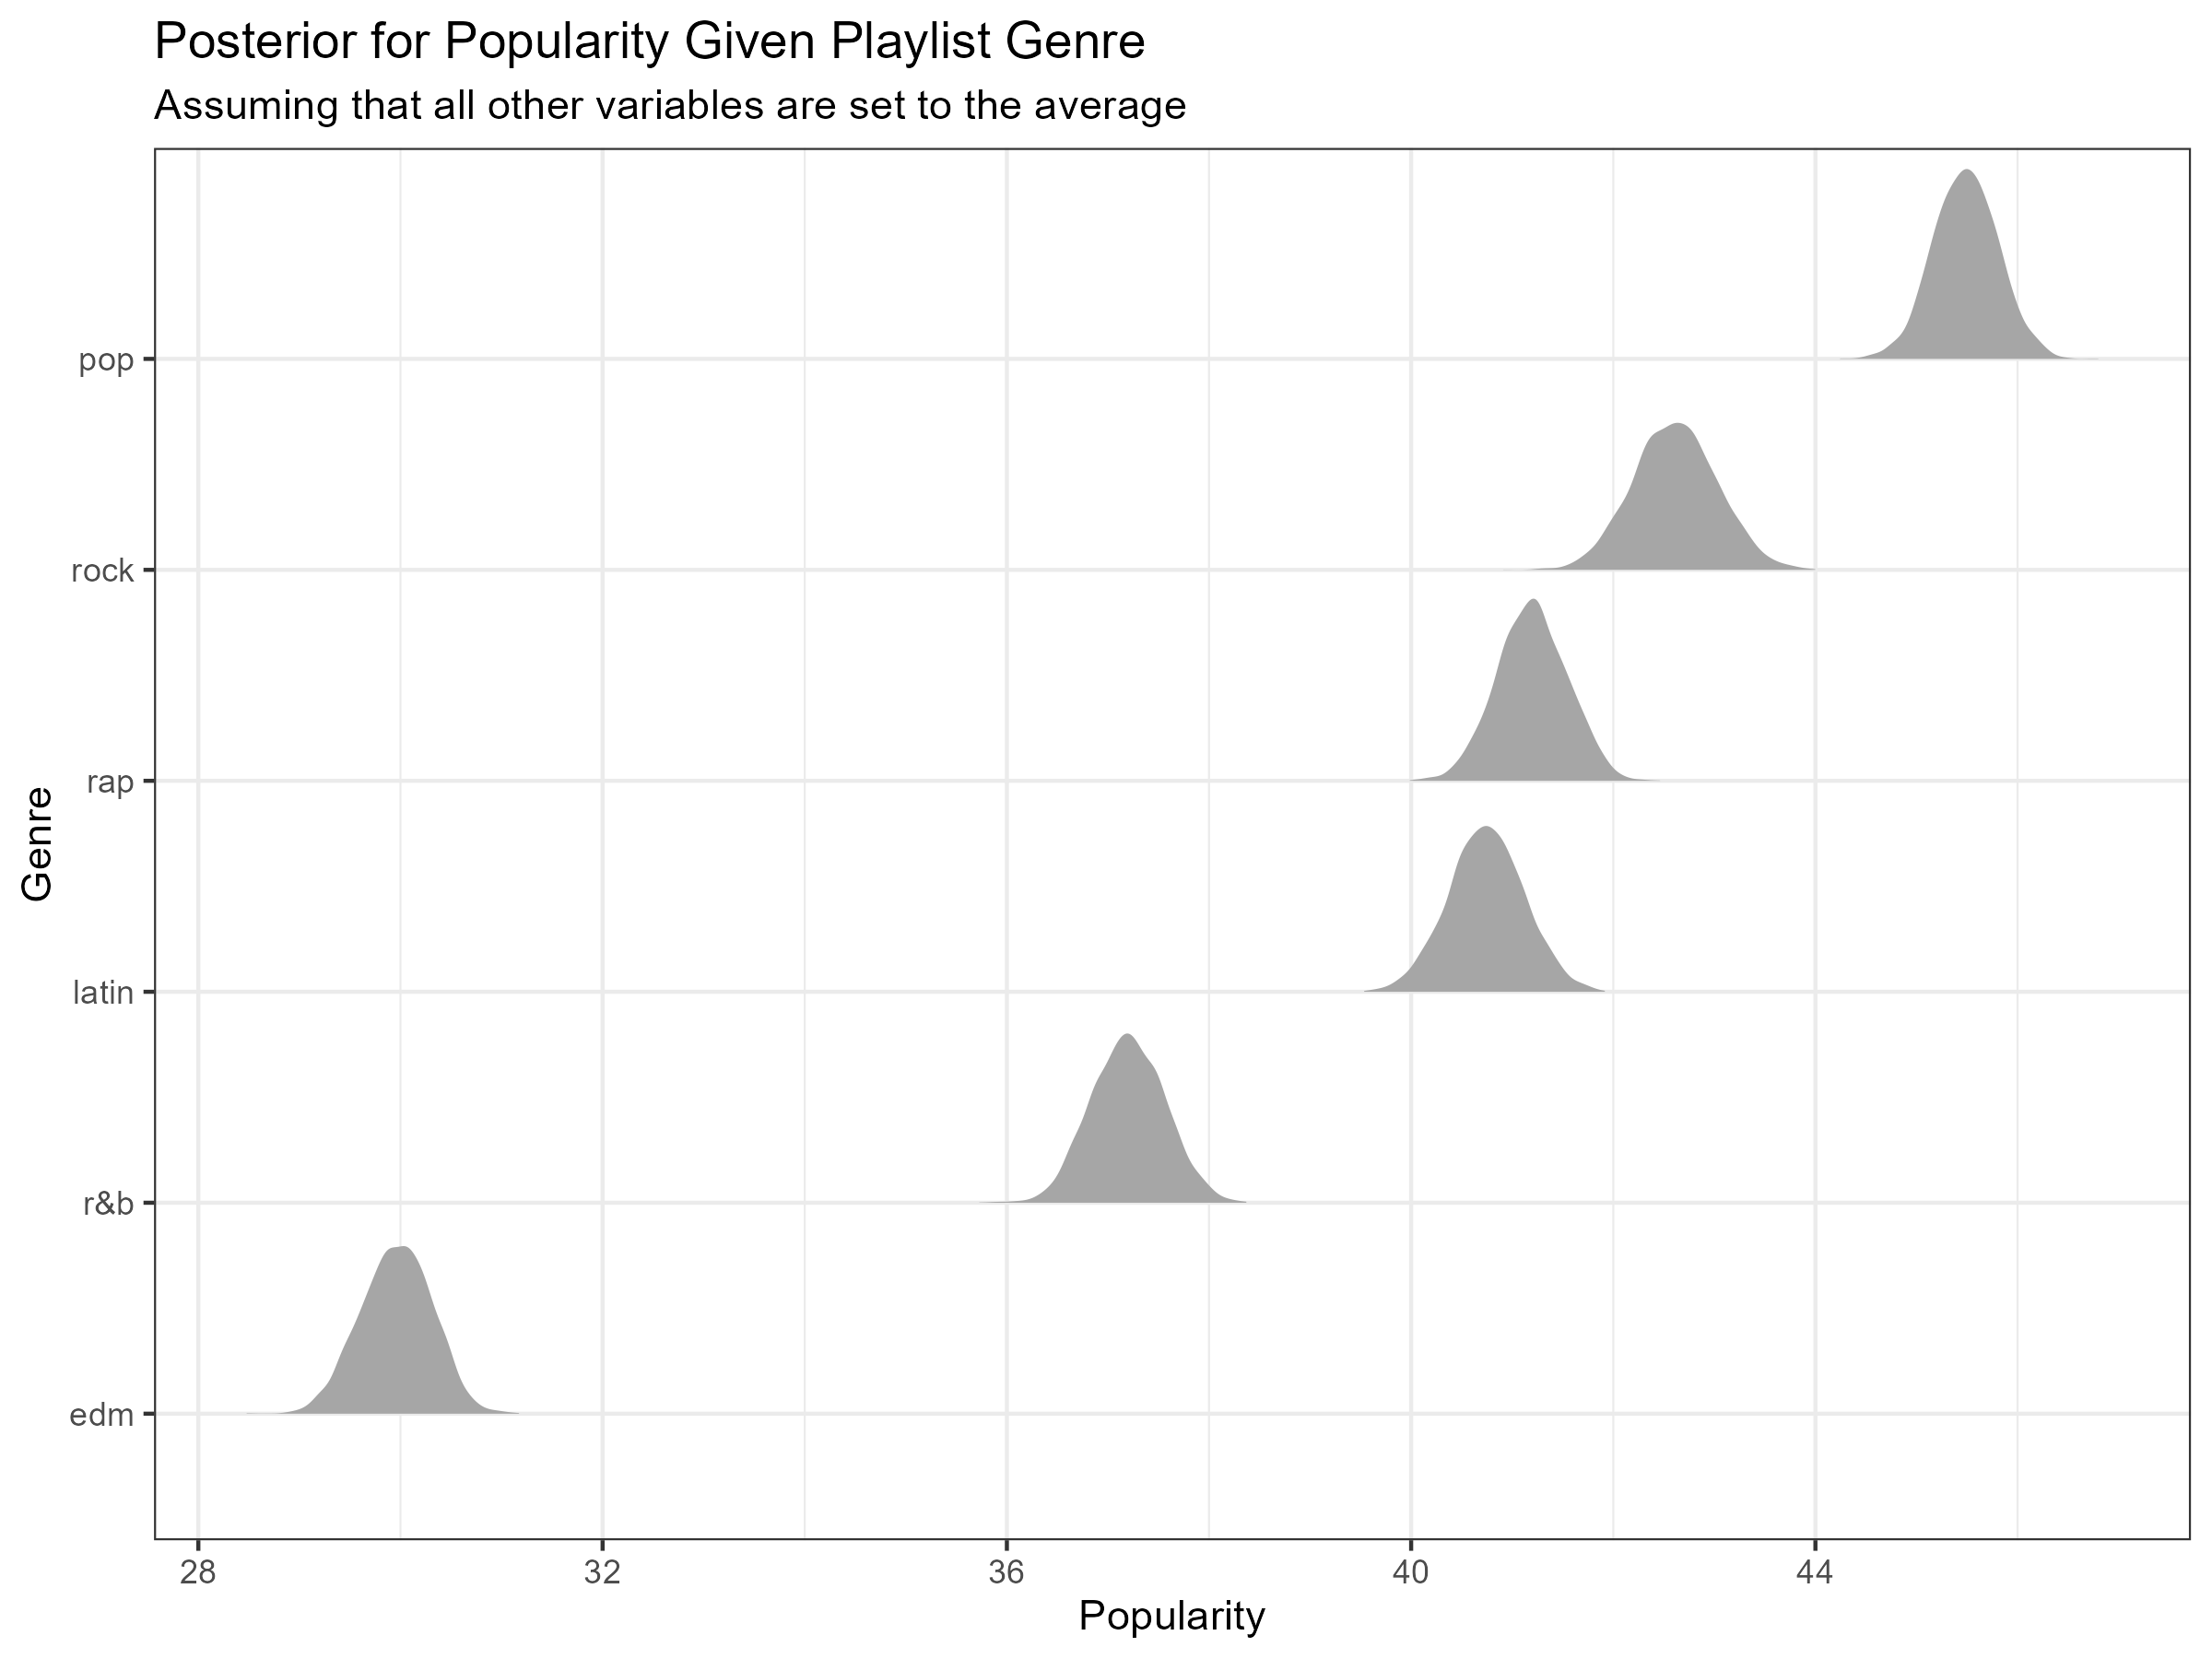 Posterior for Popularity Given Playlist Genre
Assuming that all other variables are set to the average
Genre
pop
rock
rap
latin
r&b
edm
28 32 36 40 44
Popularity